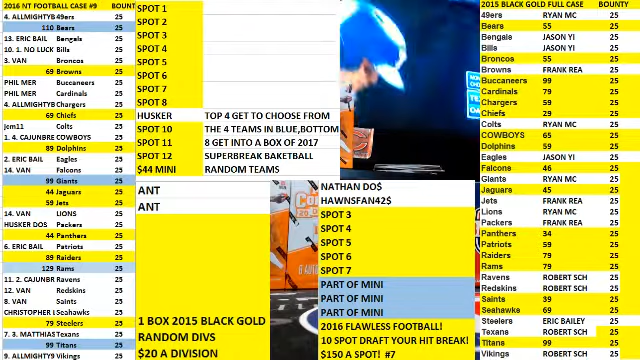 2016 NT FOOTBALL CASE #9 BOUNT
4. ALLMIGHTYB 49ers 25
110 Bears 25
13. ERIC BAIL Bengals 25
10. 1. NO LUCK Bills 25
3. VAN Broncos 25
69 Browns 25
PHIL MER Buccaneers 25
PHIL MER Cardinals 25
4. ALLMIGHTYB Chargers 25
69 Chiefs 25
jem11 Colts 25
1. 4. CAJUNBRE COWBOYS 25
89 Dolphins 25
2. ERIC BAIL Eagles 25
14. VAN Falcons 25
99 Giants 25
44 Jaguars 25
59 Jets 25
14. VAN LIONS 25
HUSKER DOS Packers 25
44 Panthers 25
6. ERIC BAIL Patriots 25
89 Raiders 25
129 Rams 25
11. 2. CAJUNBR Ravens 25
12. VAN Redskins 25
8. VAN Saints 25
CHRISTOPHER I Seahawks 25
79 Steelers 25
7. 3. MATTHIAS Texans 25
99 Titans 25
9. ALLMIGHTY9 Vikings 25
SPOT 1
SPOT 2
SPOT 3
SPOT 4
SPOT 5
SPOT 6
SPOT 7
SPOT 8
HUSKER TOP 4 GET TO CHOOSE FROM
SPOT 10 THE 4 TEAMS IN BLUE,BOTTOM
SPOT 11 8 GET INTO A BOX OF 2017
SPOT 12 SUPERBREAK BAKETBALL
$44 MINI RANDOM TEAMS
ANT
ANT
1 BOX 2015 BLACK GOLD
RANDOM DIVS
$20 A DIVISION
NATHAN DO$
HAWNSFAN42$
SPOT 3
SPOT 4
SPOT 5
SPOT 6
SPOT 7
PART OF MINI
PART OF MINI
PART OF MINI
2016 FLAWLESS FOOTBALL!
10 SPOT DRAFT YOUR HIT BREAK!
$150 A SPOT! #7
2015 BLACK GOLD FULL CASE BOUNTY
49ers RYAN MC 25
Bears 55 25
Bengale JASON YI 25
Bills JASON YI 25
Broncos 55 25
Browns FRANK REA 25
Buccaneers 99 25
Cardinals 79 25
Chargers 59 25
Chiefs 29 25
Colts RYAN MC 25
COWBOYS 65 25
Dolphins 59 25
Eagles JASON YI 25
Falcons 46 25
Giants RYAN MC 25
Jaguars 45 25
Jets FRANK REA 25
Lions RYAN MC 25
Packers FRANK REA 25
Panthers 34 25
Patriots 59 25
Raiders 79 25
Rams 79 25
Ravens ROBERT SCH 25
Redskins ROBERT SCH 25
Saints 39 25
Seahawks 69 25
Steelers ERIC BAILEY 25
Texans ROBERT SCH 25
Titans 99 25
Vikings ROBERT SCH 25